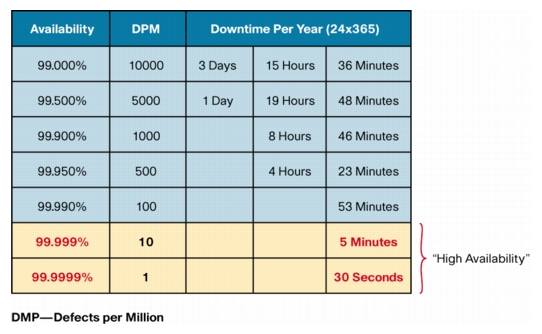 Availability DPM Downtime Per Year (24x365)
99.000% 10000 3 Days 15 Hours 36 Minutes
99.500% 5000 1 Day 19 Hours 48 Minutes
99.900% 1000 8 Hours 46 Minutes
99.950% 500 4 Hours 23 Minutes
99.990% 100 53 Minutes
99.999% 10 5 Minutes
"High Availability"
99.9999% 1 30 Seconds
DMP—Defects per Million